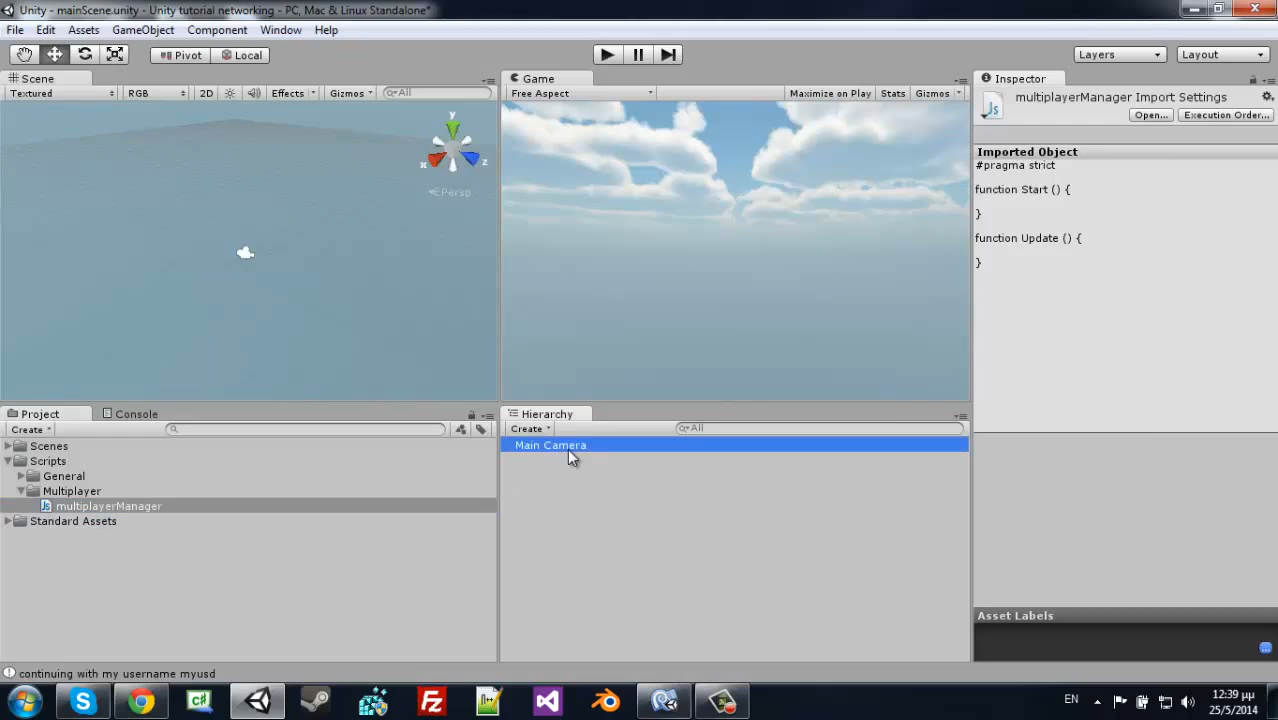 Unity - mainScene.unity - Unity tutorial networking - PC, Mac & Linux Standalone*
File Edit Assets GameObject Component Window Help
Pivot Local Layers Layout
Scene
Textured RGB 2D Effects Gizmos All
y
x z
Persp
Game
Free Aspect Maximize on Play Stats Gizmos
Inspector
multiplayerManager Import Settings
Open... Execution Order...
Imported Object
#pragma strict
function Start () {
}
function Update () {
}
Asset Labels
Project Console
Create
Scenes
Scripts
General
Multiplayer
Js multiplayerManager
Standard Assets
Hierarchy
Create All
Main Camera
continuing with my username myusd
EN 12:39 μμ
25/5/2014